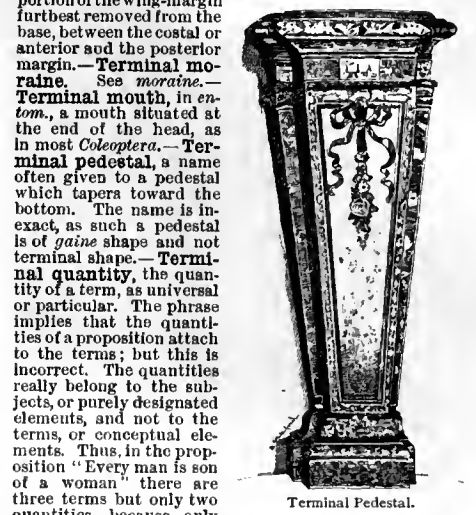 portion of the wing-margin
furthest removed from the
base, between the costal or
anterior and the posterior
margin.—Terminal mo-
raine. See moraine.—
Terminal mouth, in en-
tom., a mouth situated at
the end of the head, as
in most Coleoptera.—Ter-
minal pedestal, a name
often given to a pedestal
which tapers toward the
bottom. The name is in-
exact, as such a pedestal
is of gaine shape and not
terminal shape.—Termi-
nal quantity, the quan-
tity of a term, as universal
or particular. The phrase
implies that the quanti-
ties of a proposition attach
to the terms; but this is
incorrect. The quantities
really belong to the sub-
jects, or purely designated
elements, and not to the
terms, or conceptual ele-
ments. Thus, in the prop-
osition "Every man is son
of a woman" there are
three terms but only two
quantities, because only
Terminal Pedestal.